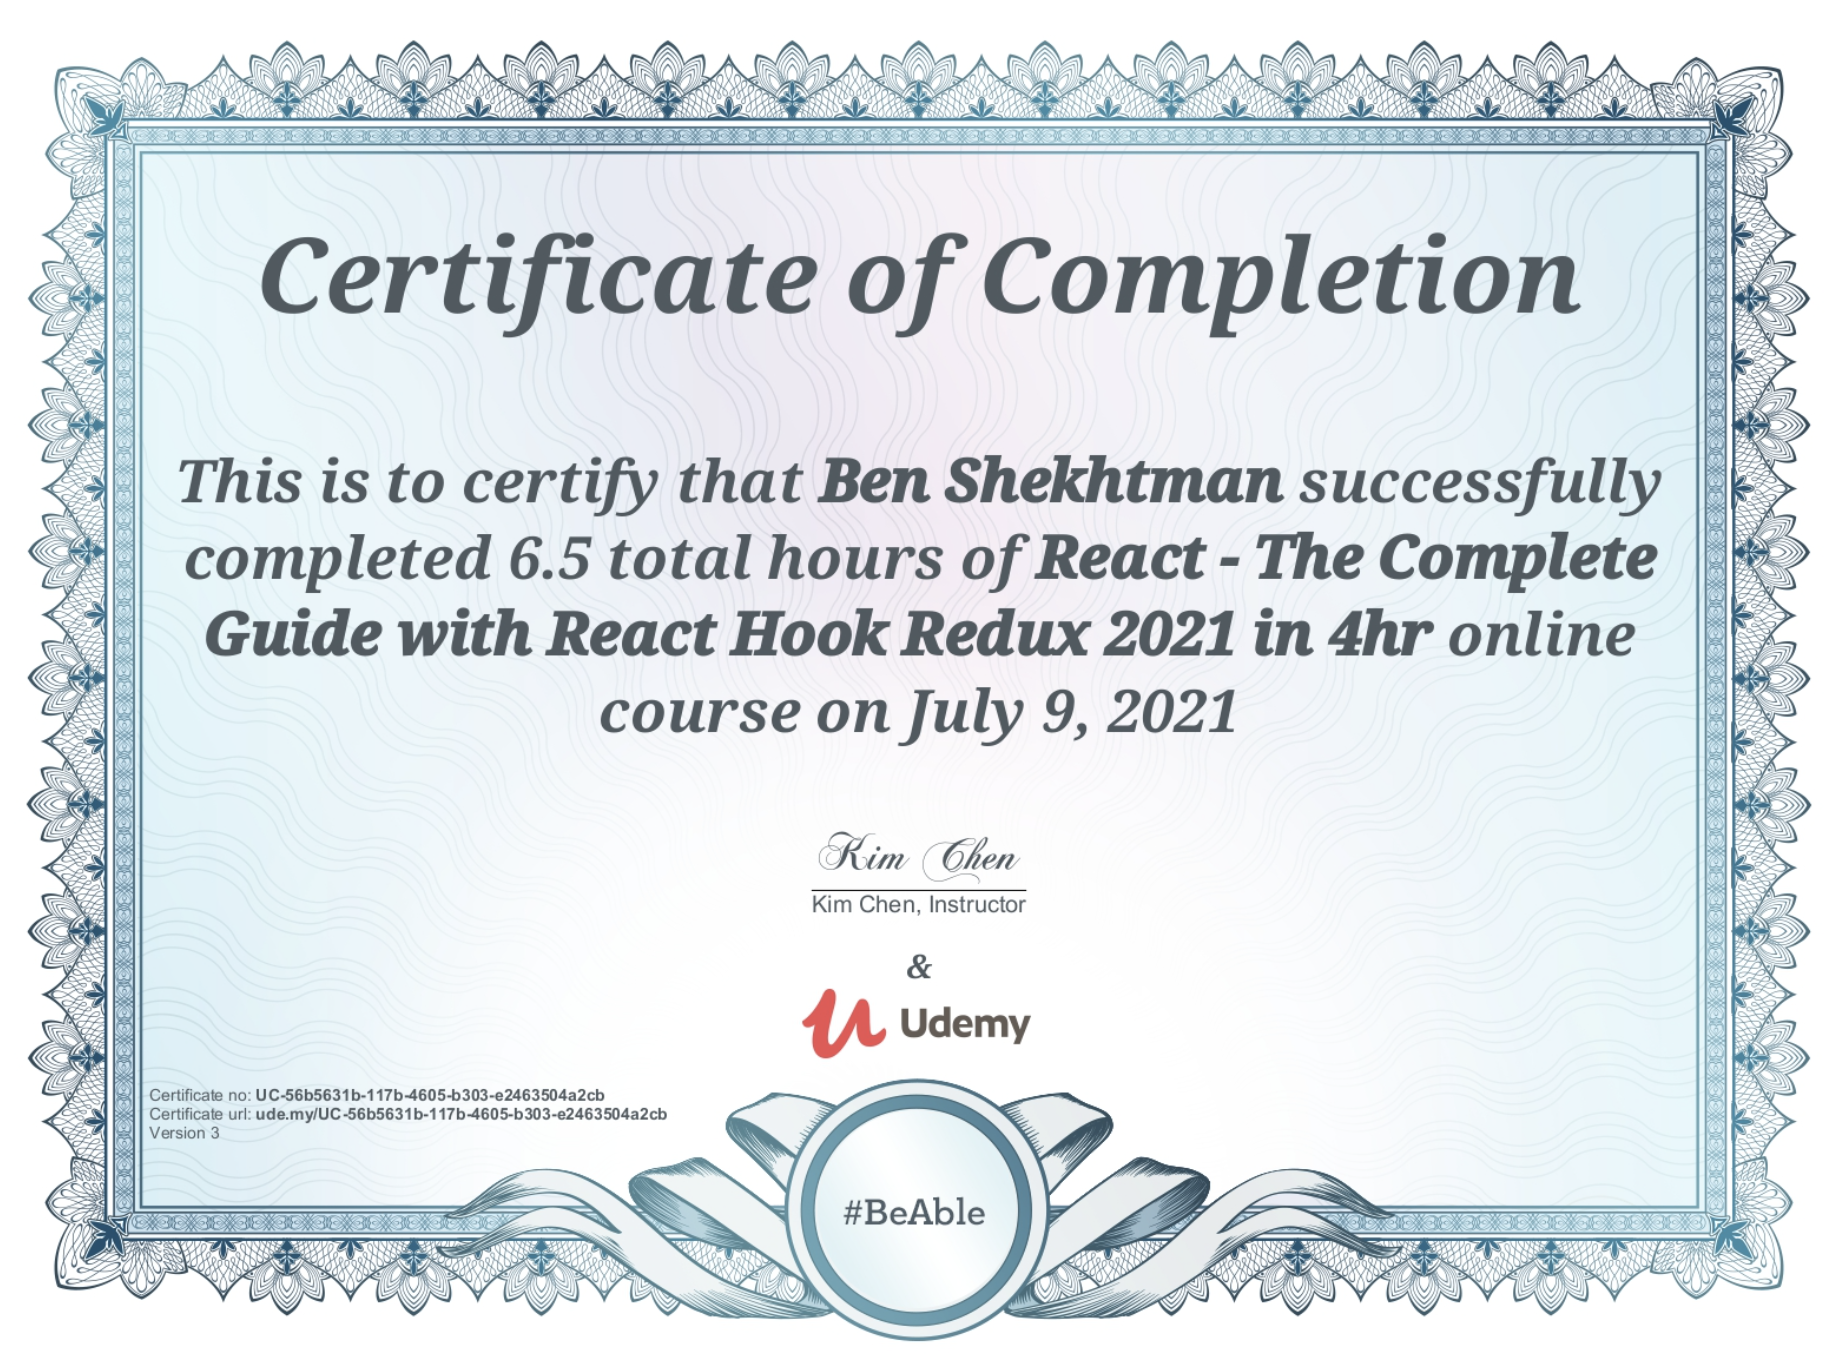 Certificate of Completion
This is to certify that Ben Shekhtman successfully
completed 6.5 total hours of React - The Complete
Guide with React Hook Redux 2021 in 4hr online
course on July 9, 2021
Kim Chen
Kim Chen, Instructor
&
Udemy
Certificate no: UC-56b5631b-117b-4605-b303-e2463504a2cb
Certificate url: ude.my/UC-56b5631b-117b-4605-b303-e2463504a2cb
Version 3
#BeAble